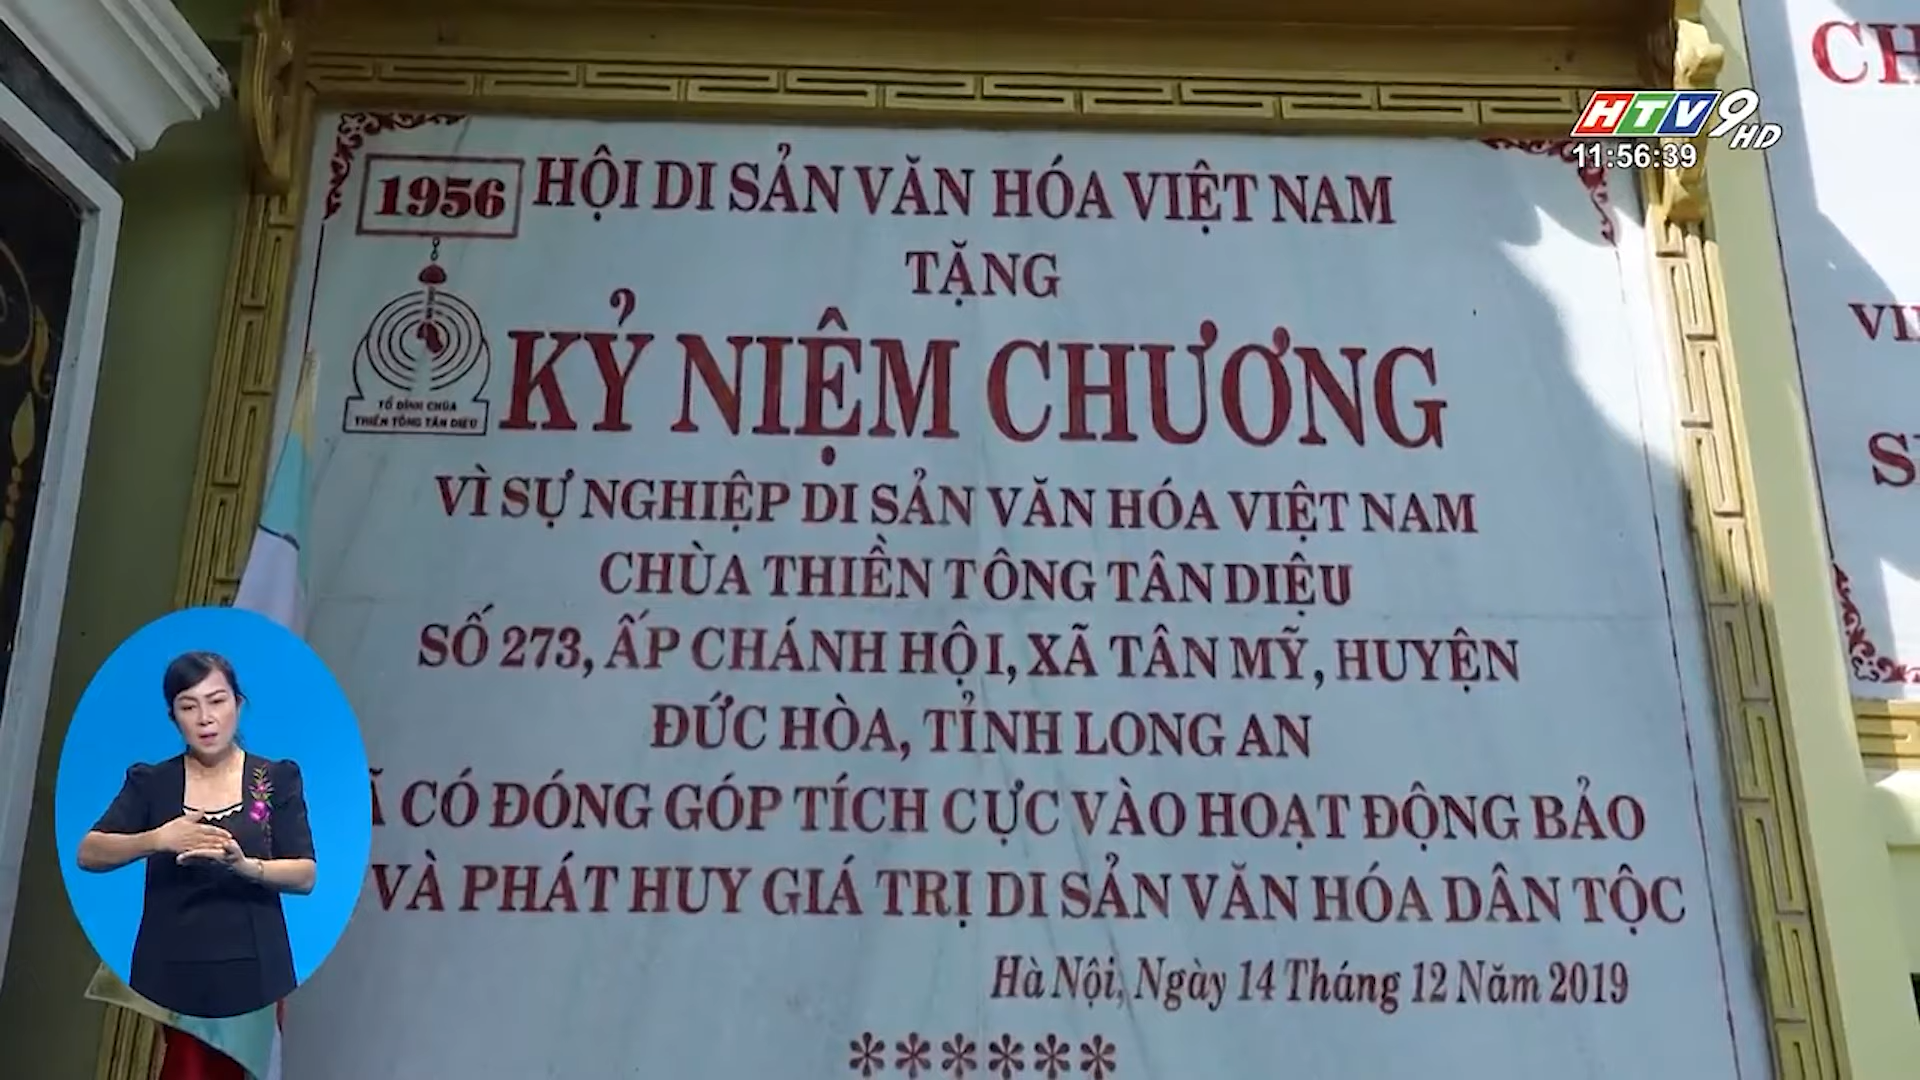 HTV9 HD
11:56:39
1956
HỘI DI SẢN VĂN HÓA VIỆT NAM
TẶNG
KỶ NIỆM CHƯƠNG
TỔ ĐÌNH CHÙA
THIỀN TÔNG TÂN DIỆU
VÌ SỰ NGHIỆP DI SẢN VĂN HÓA VIỆT NAM
CHÙA THIỀN TÔNG TÂN DIỆU
SỐ 273, ẤP CHÁNH HỘI, XÃ TÂN MỸ, HUYỆN
ĐỨC HÒA, TỈNH LONG AN
CÓ ĐÓNG GÓP TÍCH CỰC VÀO HOẠT ĐỘNG BẢO
VÀ PHÁT HUY GIÁ TRỊ DI SẢN VĂN HÓA DÂN TỘC
Hà Nội, Ngày 14 Tháng 12 Năm 2019
******